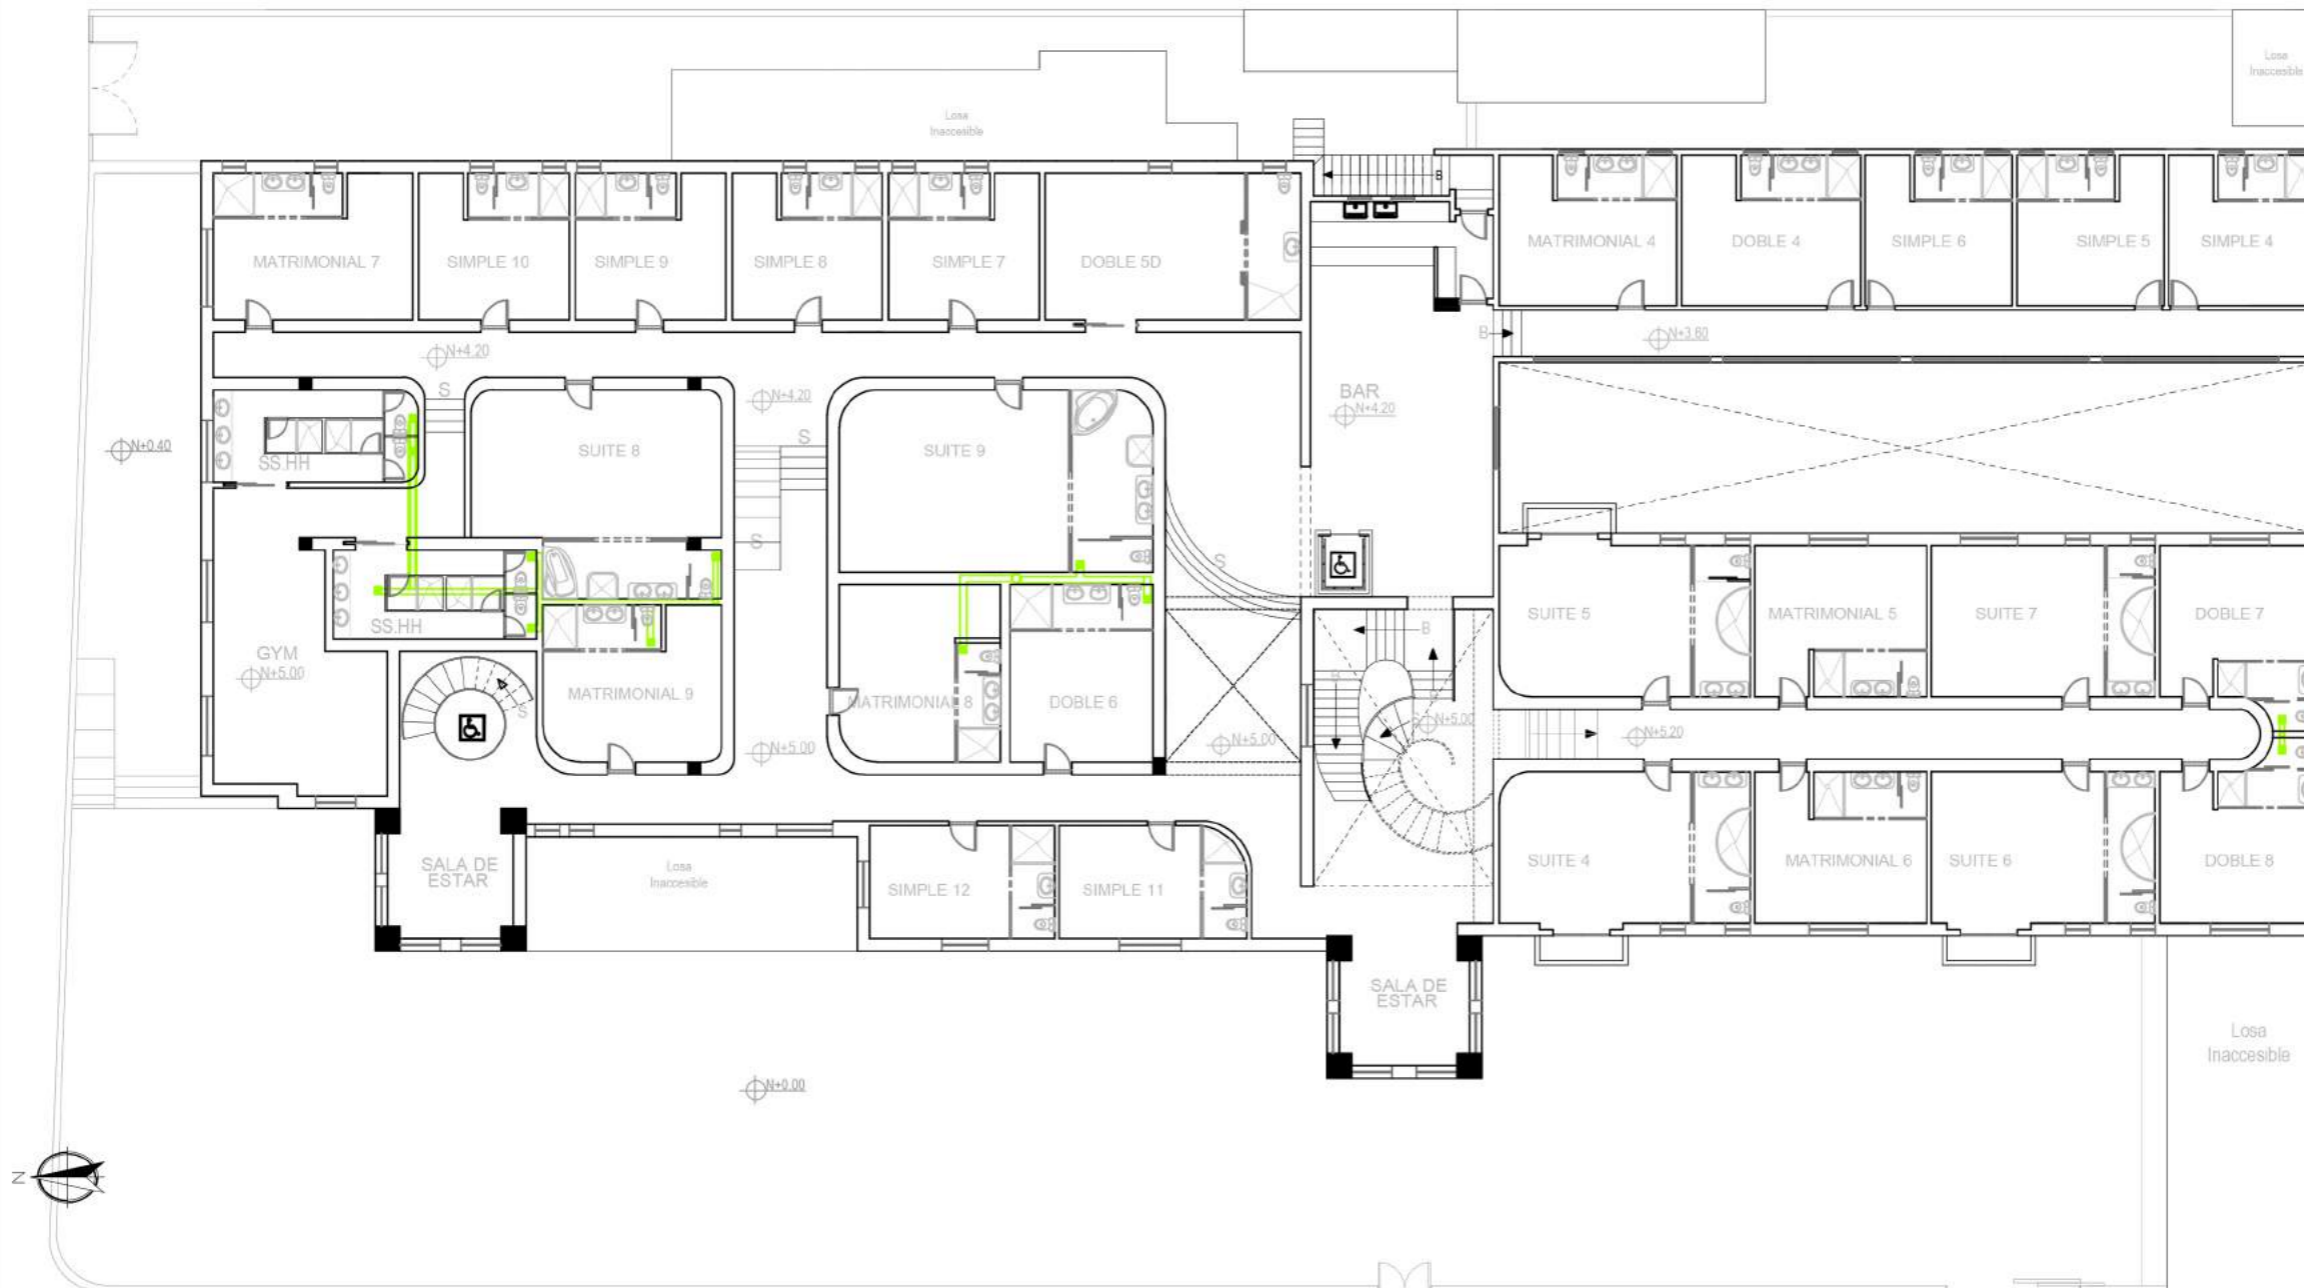 Losa
Inaccesible
Losa
Inaccesible
B
MATRIMONIAL 7
SIMPLE 10
SIMPLE 9
SIMPLE 8
SIMPLE 7
DOBLE 5D
MATRIMONIAL 4
DOBLE 4
SIMPLE 6
SIMPLE 5
SIMPLE 4
N+4.20
B
N+3.60
S
N+4.20
BAR
N+4.20
N+0.40
SS.HH
SUITE 8
S
SUITE 9
S
S
SS.HH
GYM
N+5.00
MATRIMONIAL 9
S
N+5.00
MATRIMONIAL 8
DOBLE 6
N+5.00
B
B
N+5.00
SUITE 5
MATRIMONIAL 5
SUITE 7
DOBLE 7
N+5.20
SALA DE
ESTAR
Losa
Inaccesible
SIMPLE 12
SIMPLE 11
SUITE 4
MATRIMONIAL 6
SUITE 6
DOBLE 8
SALA DE
ESTAR
Losa
Inaccesible
N+0.00
N